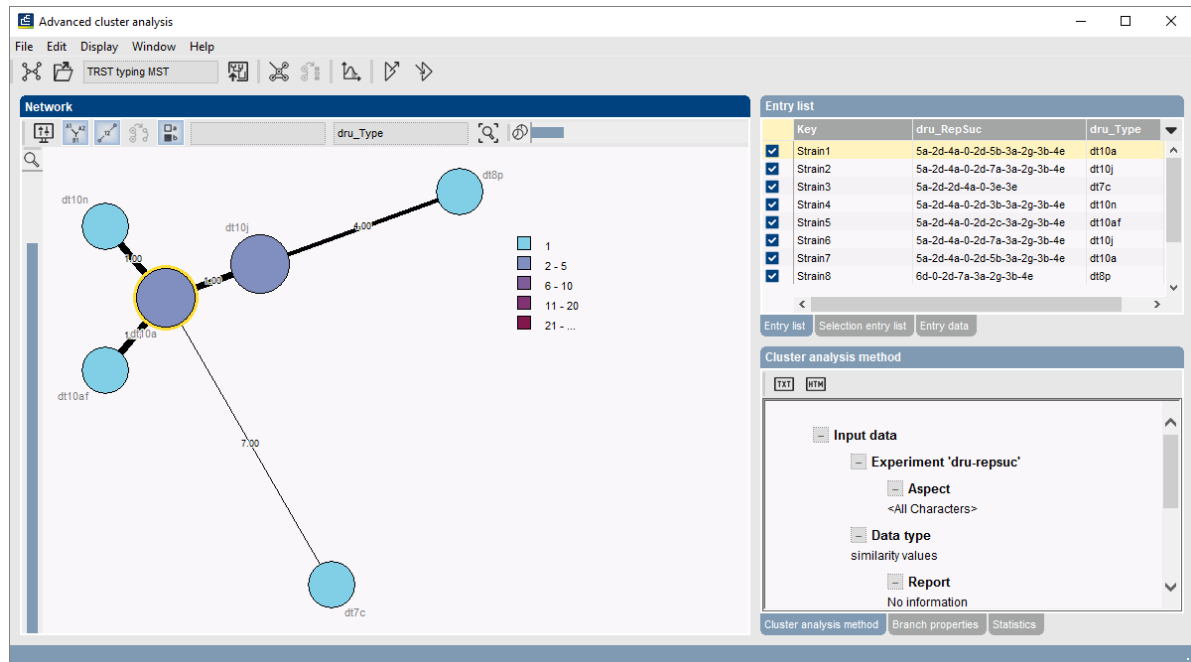 Advanced cluster analysis
File Edit Display Window Help
TRST typing MST
Network
dru_Type
dt8p
dt10n
dt10j
4.00
1.00
1.00
dt10a
dt10af
7.00
dt7c
1
2 - 5
6 - 10
11 - 20
21 - ...
Entry list
Key dru_RepSuc dru_Type
Strain1 5a-2d-4a-0-2d-5b-3a-2g-3b-4e dt10a
Strain2 5a-2d-4a-0-2d-7a-3a-2g-3b-4e dt10j
Strain3 5a-2d-2d-4a-0-3e-3e dt7c
Strain4 5a-2d-4a-0-2d-3b-3a-2g-3b-4e dt10n
Strain5 5a-2d-4a-0-2d-2c-3a-2g-3b-4e dt10af
Strain6 5a-2d-4a-0-2d-7a-3a-2g-3b-4e dt10j
Strain7 5a-2d-4a-0-2d-5b-3a-2g-3b-4e dt10a
Strain8 6d-0-2d-7a-3a-2g-3b-4e dt8p
Entry list Selection entry list Entry data
Cluster analysis method
TXT HTM
Input data
Experiment 'dru-repsuc'
Aspect
<All Characters>
Data type
similarity values
Report
No information
Cluster analysis method Branch properties Statistics